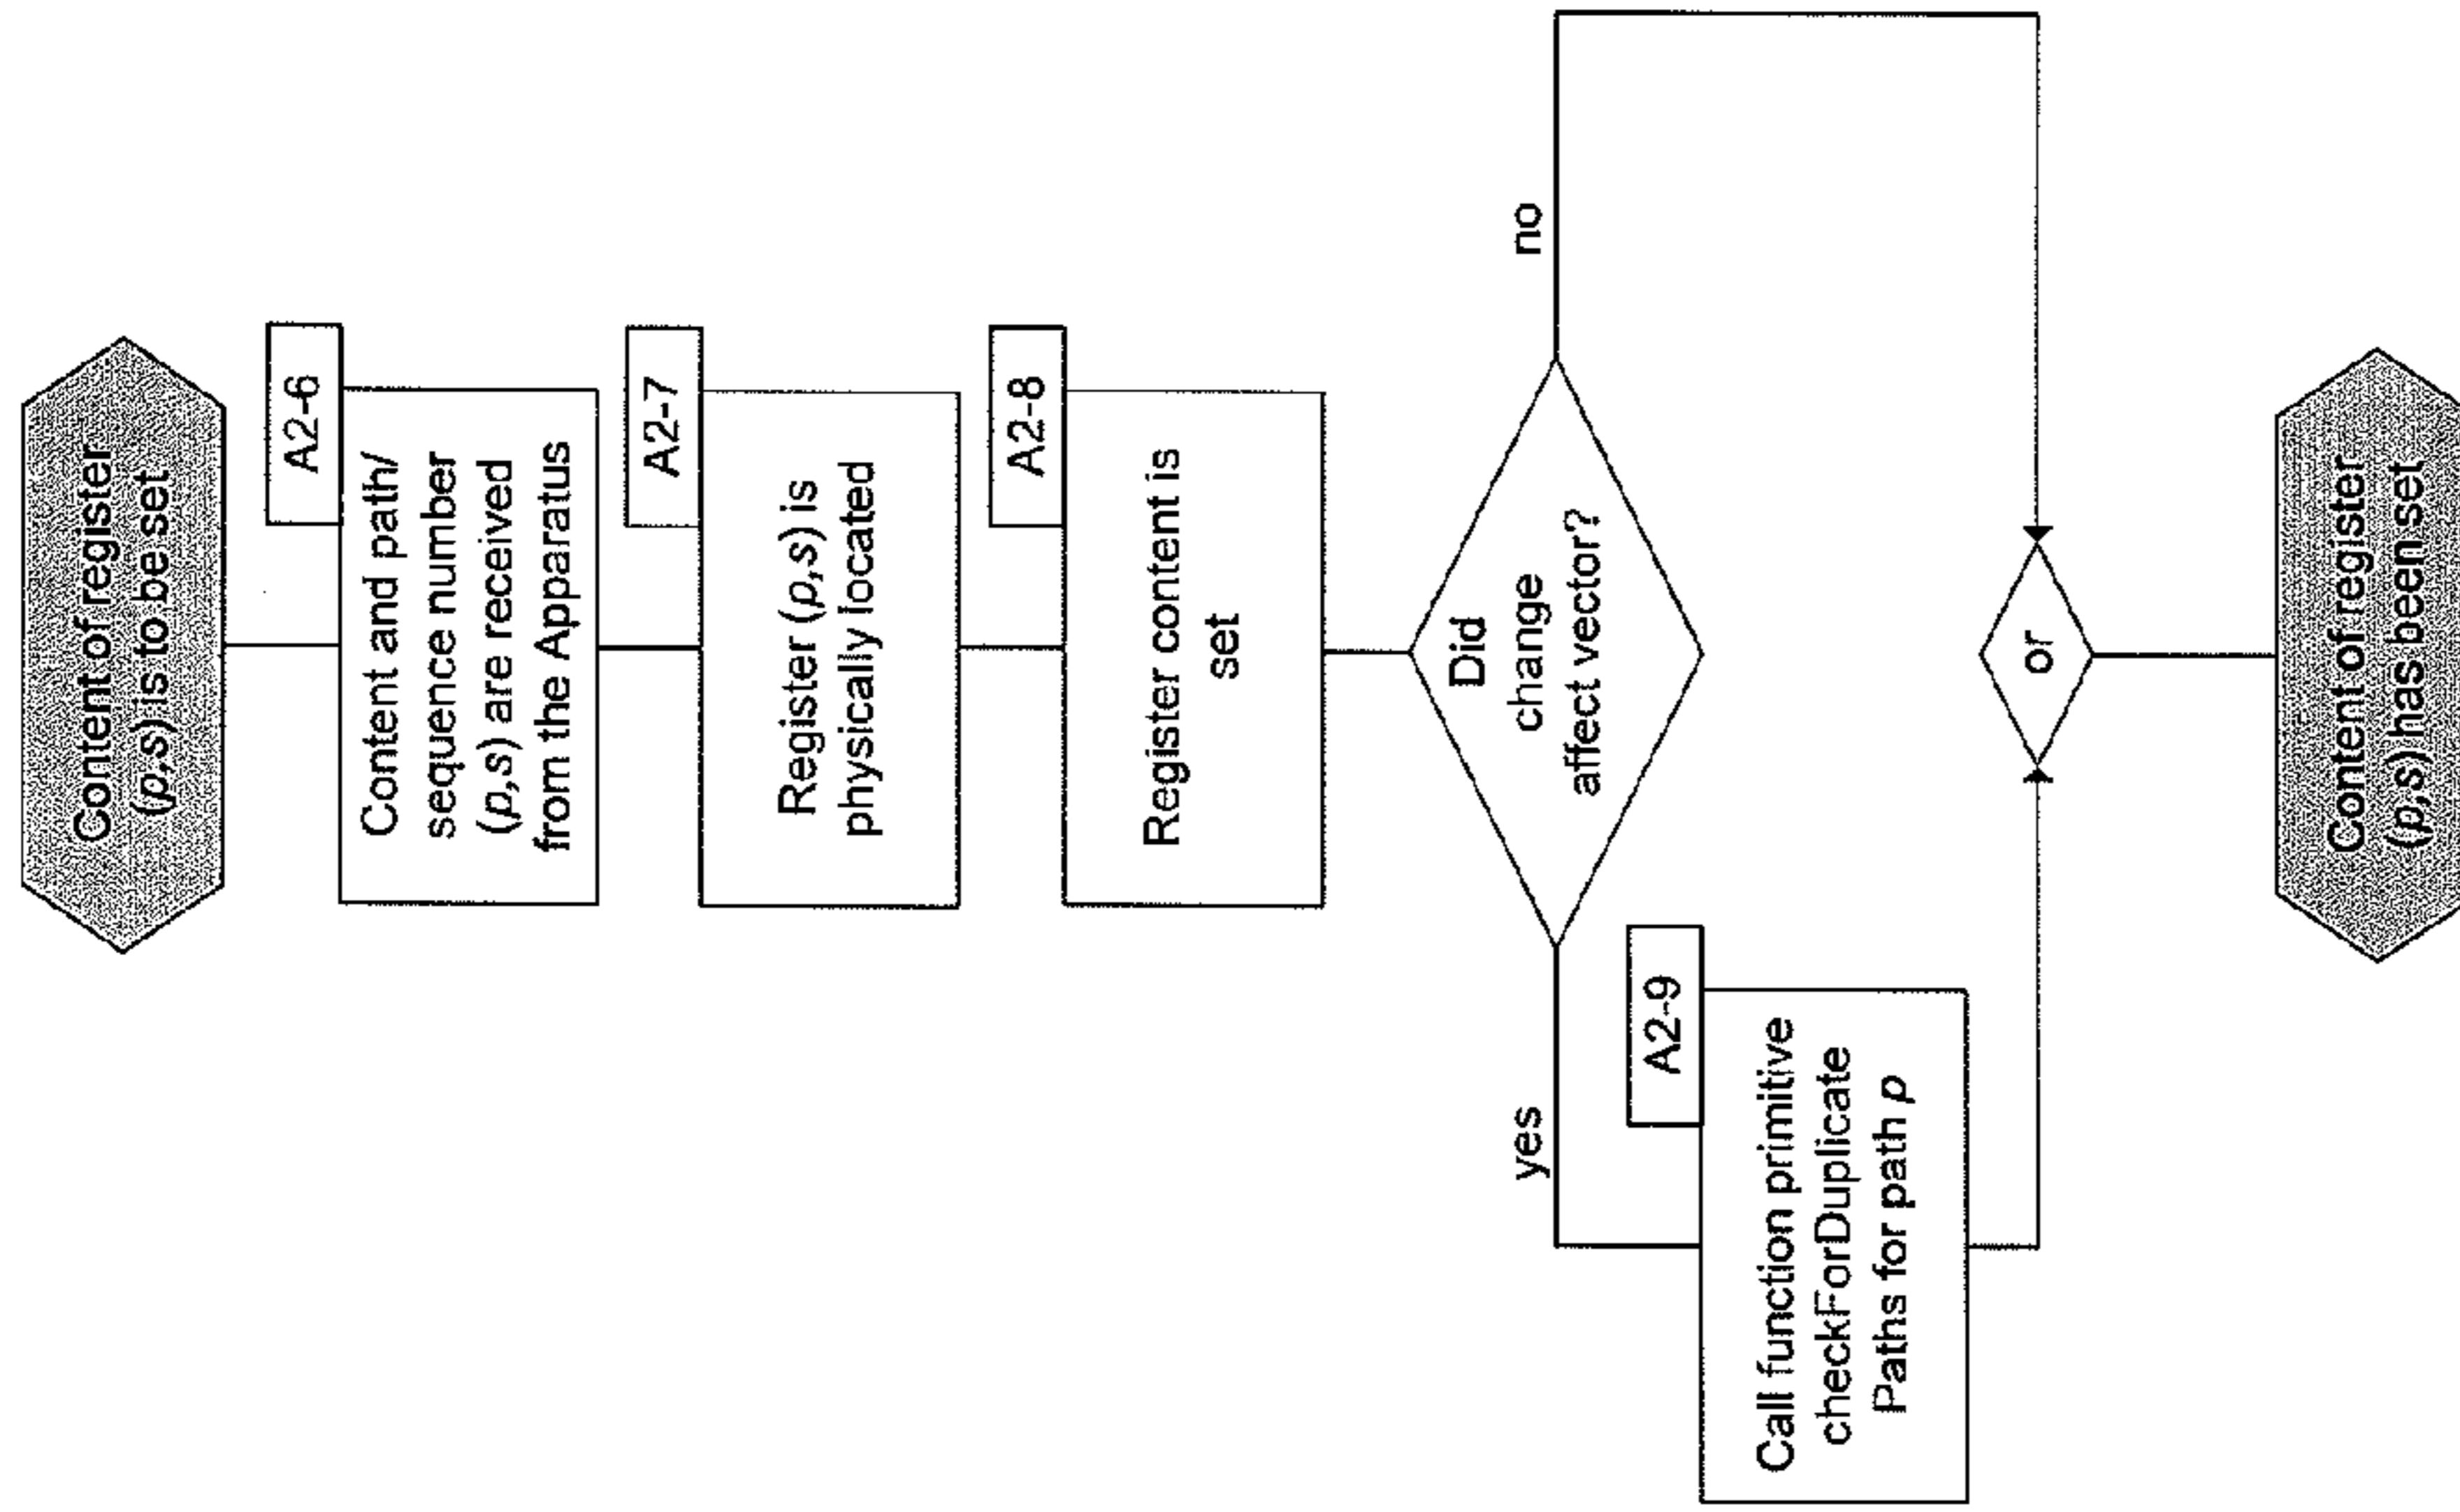 Content of register
(p,s) is to be set
A2-6
Content and path/
sequence number
(p,s) are received
from the Apparatus
A2-7
Register (p,s) is
physically located
A2-8
Register content is
set
Did
change
affect vector?
yes
no
A2-9
Call function primitive
checkForDuplicate
Paths for path p
or
Content of register
(p,s) has been set